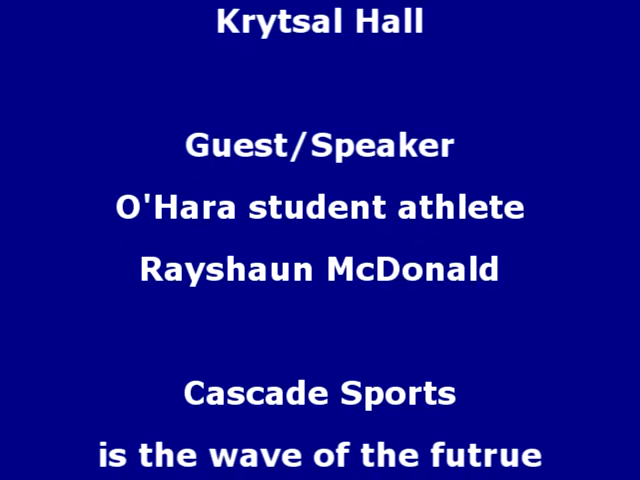 Krytsal Hall
Guest/Speaker
O'Hara student athlete
Rayshaun McDonald
Cascade Sports
is the wave of the futrue